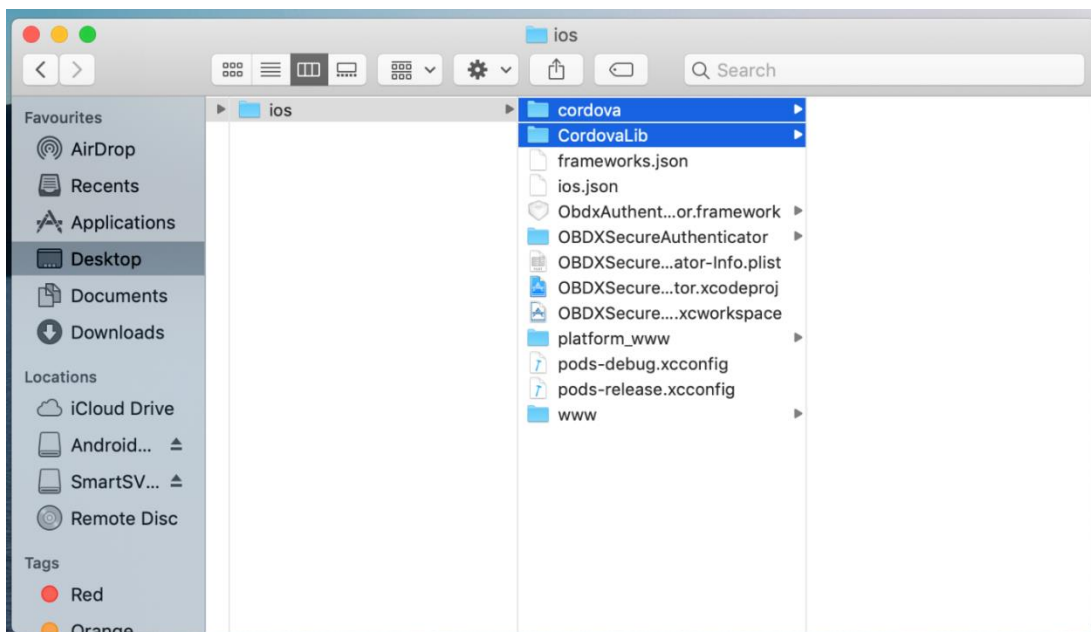 ios
Search
Favourites
AirDrop
Recents
Applications
Desktop
Documents
Downloads
Locations
iCloud Drive
Android...
SmartSV...
Remote Disc
Tags
Red
Orange
ios
cordova
CordovaLib
frameworks.json
ios.json
ObdxAuthent...or.framework
OBDXSecureAuthenticator
OBDXSecure...ator-Info.plist
OBDXSecure...tor.xcodeproj
OBDXSecure....xcworkspace
platform_www
pods-debug.xcconfig
pods-release.xcconfig
www